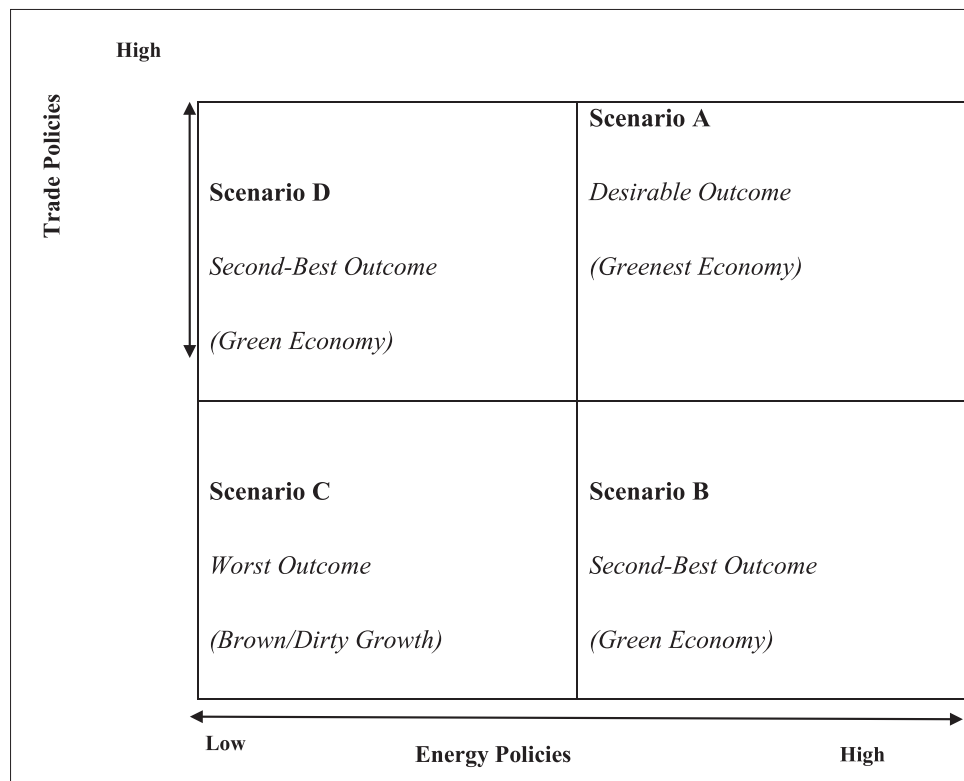 High
Trade Policies
Scenario D
Second-Best Outcome
(Green Economy)
Scenario A
Desirable Outcome
(Greenest Economy)
Scenario C
Worst Outcome
(Brown/Dirty Growth)
Scenario B
Second-Best Outcome
(Green Economy)
Low
Energy Policies
High